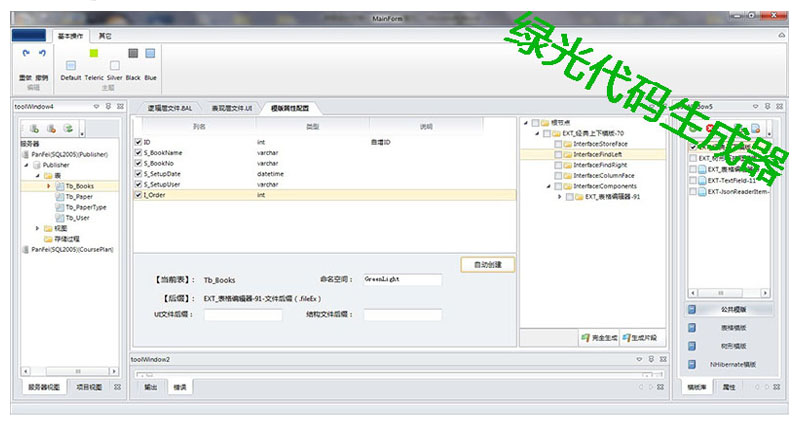 MainForm
基本操作 其它
重做 撤销
Default Teleric Silver Black Blue
编辑
主题
toolWindow4
服务器
PanFei(SQL2005)(Publisher)
Publisher
表
Tb_Books
Tb_Paper
Tb_PaperType
Tb_User
视图
存储过程
PanFei(SQL2005)(CoursePlan)
服务器视图 项目视图
逻辑层文件.BAL 表现层文件.UI 模版属性配置
列名 类型 说明
ID int 自增ID
S_BookName varchar
S_BookNo varchar
S_SetupDate datetime
S_SetupUser varchar
I_Order int
自动创建
【当前表】： Tb_Books 命名空间： GreenLight
【后缀】： EXT_表格编辑器-91-文件后缀（.fileEx）
UI文件后缀： 结构文件后缀：
根节点
EXT_经典上下模版-70
Interface:StoreFace
Interface:FindLeft
Interface:FindRight
Interface:ColumnFace
Interface:Components
EXT_表格编辑器-91
完全生成 生成片段
toolWindow2
输出 错误
EXT_表格编辑
EXT-TextField-11
EXT-JsonReaderItem-
公共模版
表格模版
树形模版
NHibernate模版
模版库 属性
绿光代码生成器